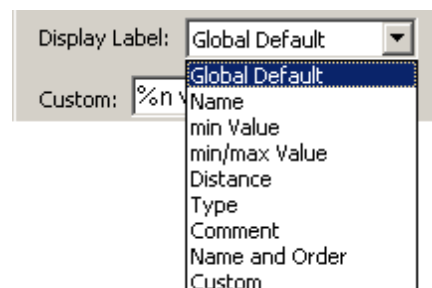 Display Label: Global Default
Global Default
Custom: %n
Name
min Value
min/max Value
Distance
Type
Comment
Name and Order
Custom